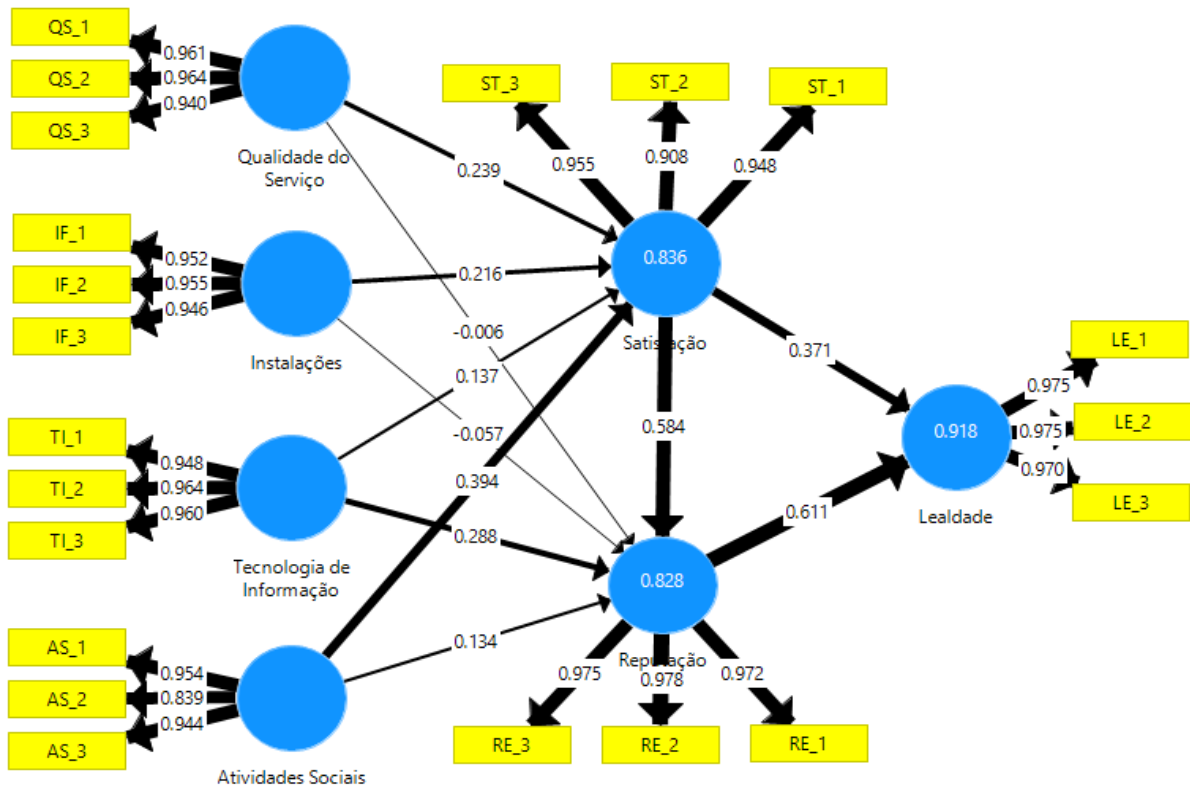 QS_1
QS_2
QS_3
0.961
0.964
0.940
Qualidade do
Serviço
IF_1
IF_2
IF_3
0.952
0.955
0.946
Instalações
TI_1
TI_2
TI_3
0.948
0.964
0.960
Tecnologia de
Informação
AS_1
AS_2
AS_3
0.954
0.839
0.944
Atividades Sociais
0.239
0.216
-0.006
0.137
-0.057
0.394
0.288
0.134
ST_3
ST_2
ST_1
0.955
0.908
0.948
0.836
Satisfação
0.584
0.371
0.611
0.828
Reputação
0.975
0.978
0.972
RE_3
RE_2
RE_1
0.918
Lealdade
0.975
0.975
0.970
LE_1
LE_2
LE_3